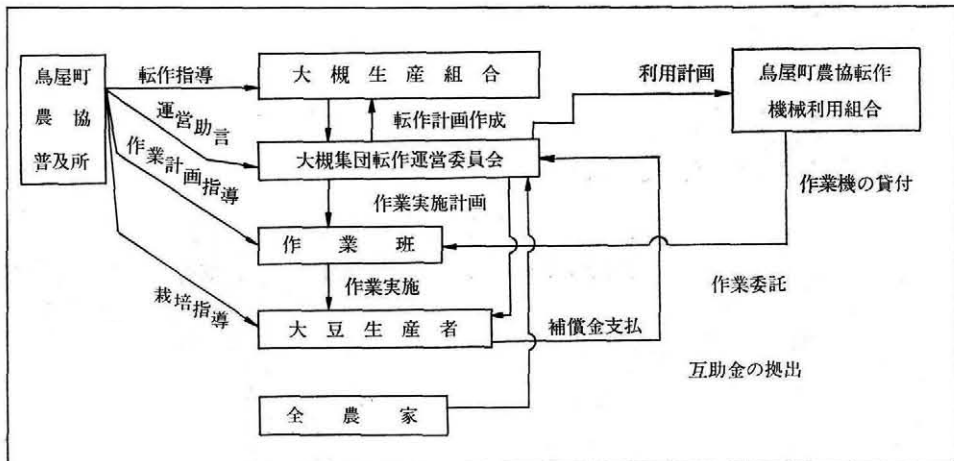 鳥屋町
農協
普及所
転作指導
運営助言
作業計画指導
栽培指導
大槻生産組合
転作計画作成
大槻集団転作運営委員会
作業実施計画
作業班
作業実施
大豆生産者
全農家
利用計画
鳥屋町農協転作
機械利用組合
作業機の貸付
作業委託
補償金支払
互助金の拠出